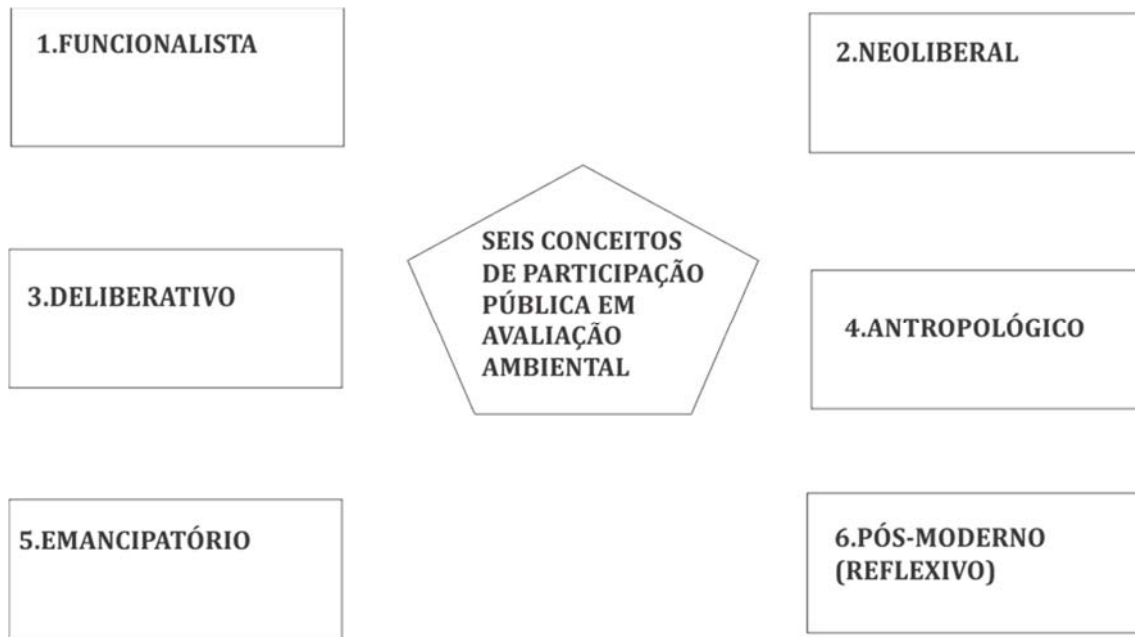 1.FUNCIONALISTA
2.NEOLIBERAL
SEIS CONCEITOS
DE PARTICIPAÇÃO
PÚBLICA EM
AVALIAÇÃO
AMBIENTAL
3.DELIBERATIVO
4.ANTROPOLÓGICO
5.EMANCIPATÓRIO
6.PÓS-MODERNO
(REFLEXIVO)